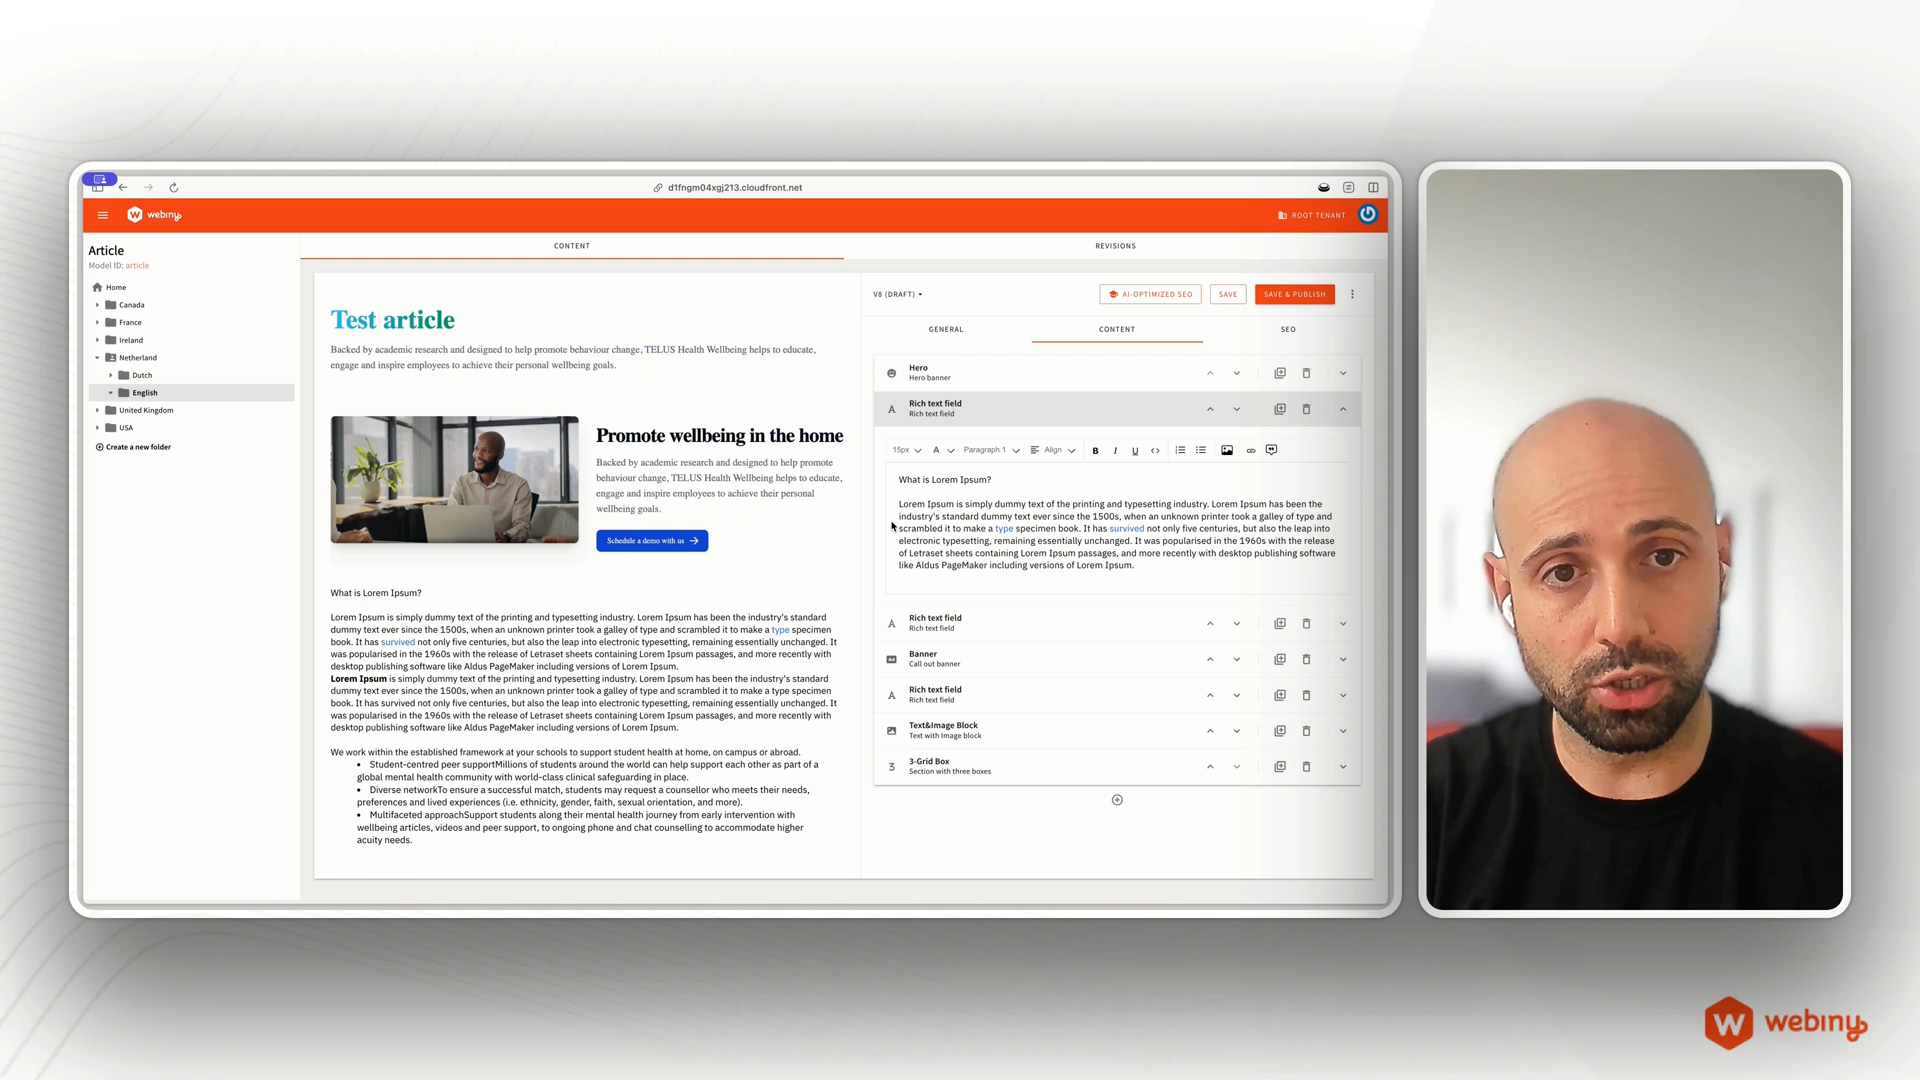 d1fngm04xgj213.cloudfront.net
webiny
ROOT TENANT
Article
Model ID: article
Home
Canada
France
Ireland
Netherland
Dutch
English
United Kingdom
USA
Create a new folder
CONTENT
REVISIONS
Test article
Backed by academic research and designed to help promote behaviour change, TELUS Health Wellbeing helps to educate,
engage and inspire employees to achieve their personal wellbeing goals.
Promote wellbeing in the home
Backed by academic research and designed to help promote
behaviour change, TELUS Health Wellbeing helps to educate,
engage and inspire employees to achieve their personal
wellbeing goals.
Schedule a demo with us
What is Lorem Ipsum?
Lorem Ipsum is simply dummy text of the printing and typesetting industry. Lorem Ipsum has been the industry's standard
dummy text ever since the 1500s, when an unknown printer took a galley of type and scrambled it to make a type specimen
book. It has survived not only five centuries, but also the leap into electronic typesetting, remaining essentially unchanged. It
was popularised in the 1960s with the release of Letraset sheets containing Lorem Ipsum passages, and more recently with
desktop publishing software like Aldus PageMaker including versions of Lorem Ipsum.
Lorem Ipsum is simply dummy text of the printing and typesetting industry. Lorem Ipsum has been the industry's standard
dummy text ever since the 1500s, when an unknown printer took a galley of type and scrambled it to make a type specimen
book. It has survived not only five centuries, but also the leap into electronic typesetting, remaining essentially unchanged. It
was popularised in the 1960s with the release of Letraset sheets containing Lorem Ipsum passages, and more recently with
desktop publishing software like Aldus PageMaker including versions of Lorem Ipsum.
We work within the established framework at your schools to support student health at home, on campus or abroad.
• Student-centred peer supportMillions of students around the world can help support each other as part of a
global mental health community with world-class clinical safeguarding in place.
• Diverse networkTo ensure a successful match, students may request a counsellor who meets their needs,
preferences and lived experiences (i.e. ethnicity, gender, faith, sexual orientation, and more).
• Multifaceted approachSupport students along their mental health journey from early intervention with
wellbeing articles, videos and peer support, to ongoing phone and chat counselling to accommodate higher
acuity needs.
V8 (DRAFT)
AI-OPTIMIZED SEO
SAVE
SAVE & PUBLISH
GENERAL
CONTENT
SEO
Hero
Hero banner
A
Rich text field
Rich text field
15px
A
Paragraph 1
Align
B I U <>
What is Lorem Ipsum?
Lorem Ipsum is simply dummy text of the printing and typesetting industry. Lorem Ipsum has been the
industry's standard dummy text ever since the 1500s, when an unknown printer took a galley of type and
scrambled it to make a type specimen book. It has survived not only five centuries, but also the leap into
electronic typesetting, remaining essentially unchanged. It was popularised in the 1960s with the release
of Letraset sheets containing Lorem Ipsum passages, and more recently with desktop publishing software
like Aldus PageMaker including versions of Lorem Ipsum.
A
Rich text field
Rich text field
Banner
Call out banner
A
Rich text field
Rich text field
Text&Image Block
Text with Image block
3
3-Grid Box
Section with three boxes
W webiny